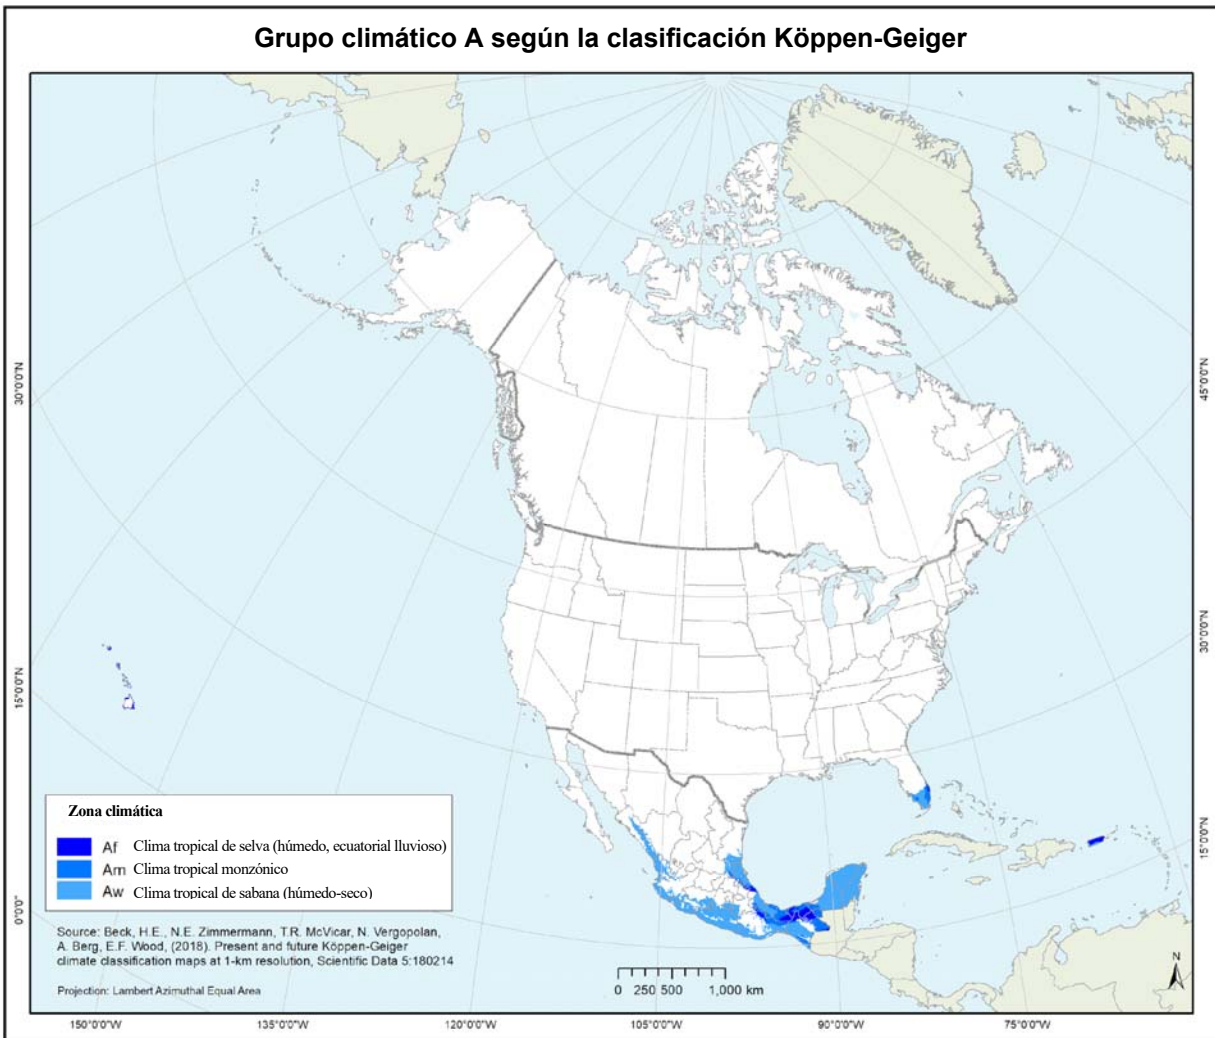 Grupo climático A según la clasificación Köppen-Geiger
30°0'0"N
15°0'0"N
0°0'0"
45°0'0"N
30°0'0"N
15°0'0"N
Zona climática
Af Clima tropical de selva (húmedo, ecuatorial lluvioso)
Am Clima tropical monzónico
Aw Clima tropical de sabana (húmedo-seco)
Source: Beck, H.E., N.E. Zimmermann, T.R. McVicar, N. Vergopolan,
A. Berg, E.F. Wood, (2018). Present and future Köppen-Geiger
climate classification maps at 1-km resolution, Scientific Data 5:180214
Projection: Lambert Azimuthal Equal Area
0 250 500 1,000 km
N
150°0'0"W 135°0'0"W 120°0'0"W 105°0'0"W 90°0'0"W 75°0'0"W